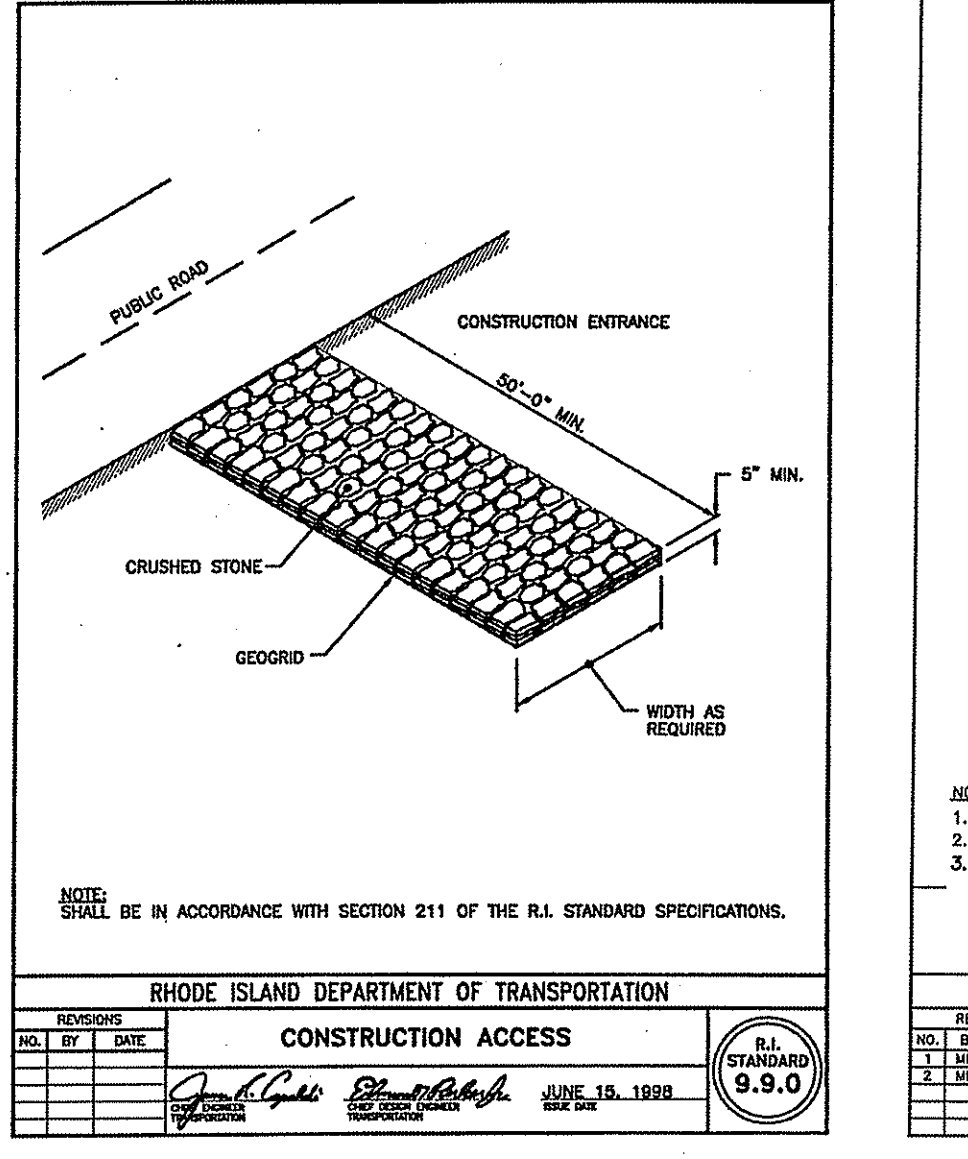 PUBLIC ROAD
CONSTRUCTION ENTRANCE
50'-0" MIN.
5" MIN.
CRUSHED STONE
GEOGRID
WIDTH AS
REQUIRED
NOTE:
SHALL BE IN ACCORDANCE WITH SECTION 211 OF THE R.I. STANDARD SPECIFICATIONS.
RHODE ISLAND DEPARTMENT OF TRANSPORTATION
REVISIONS
NO. BY DATE
CONSTRUCTION ACCESS
CHIEF ENGINEER
TRANSPORTATION
CHIEF DESIGN ENGINEER
TRANSPORTATION
JUNE 15, 1998
ISSUE DATE
R.I.
STANDARD
9.9.0
1.
2.
3.
NO.
1
2